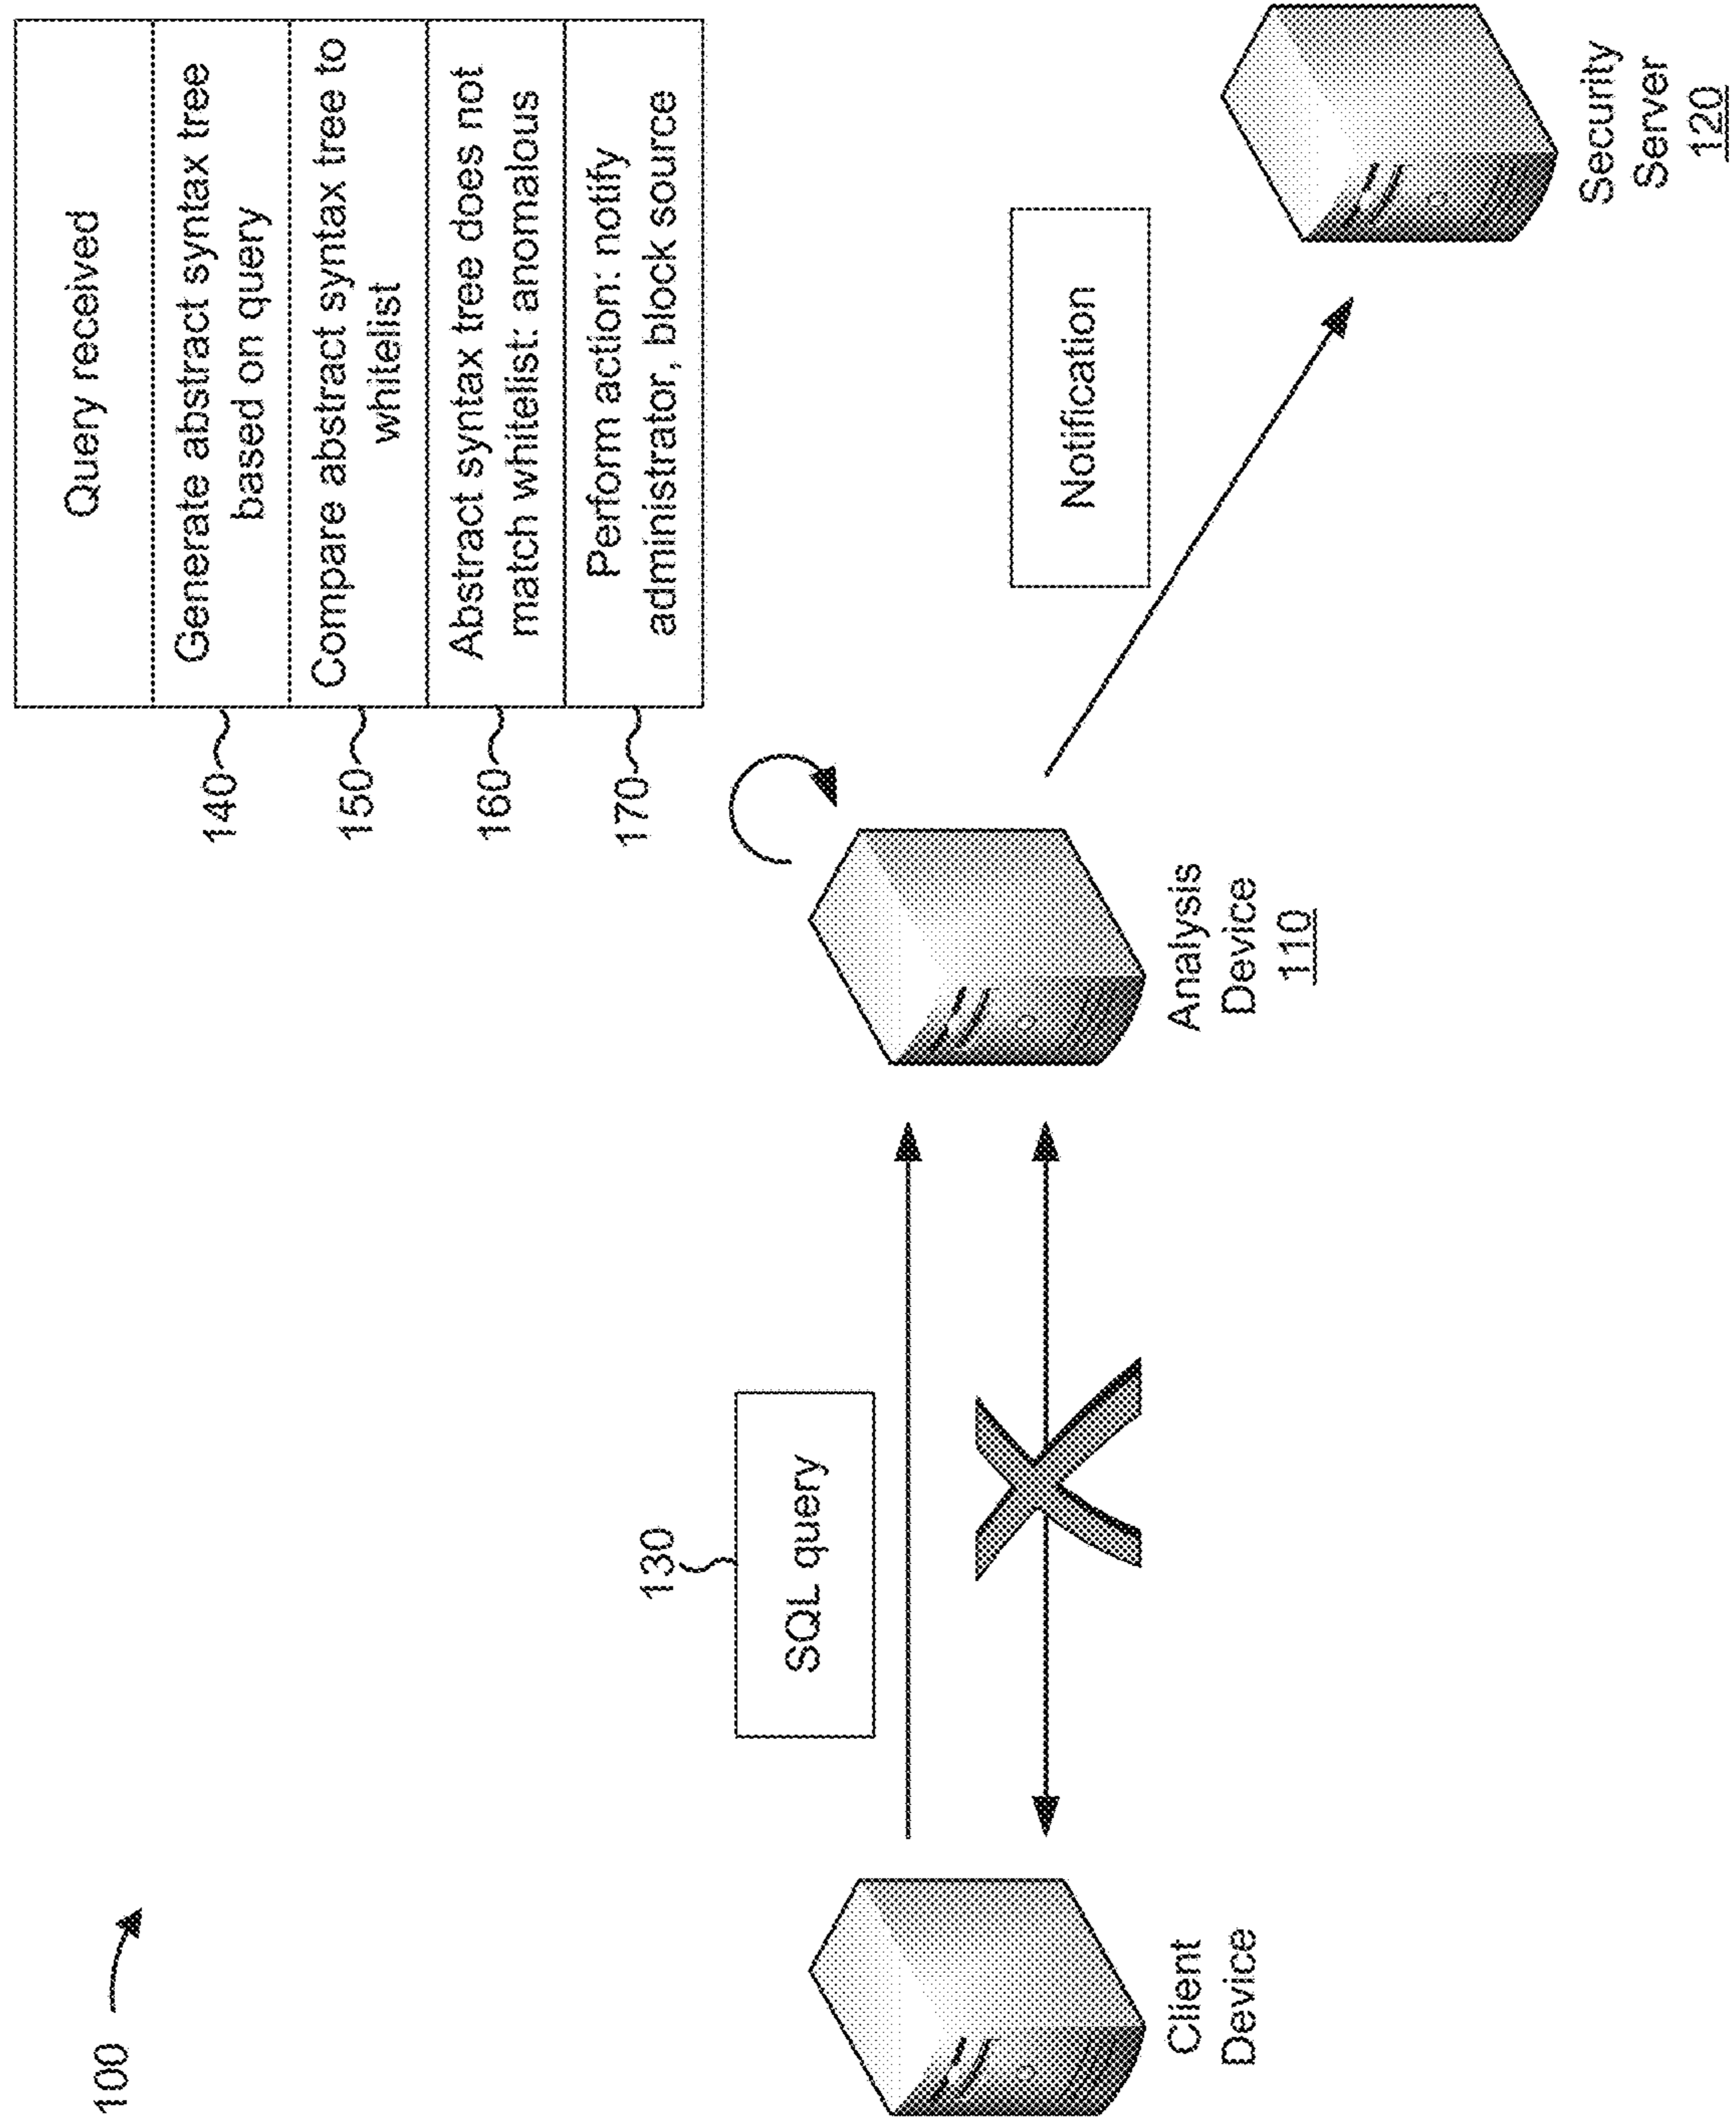 100
Query received
140
Generate abstract syntax tree
based on query
150
Compare abstract syntax tree to
whitelist
160
Abstract syntax tree does not
match whitelist: anomalous
170
Perform action: notify
administrator, block source
130
SQL query
Notification
Client
Device
Analysis
Device
110
Security
Server
120